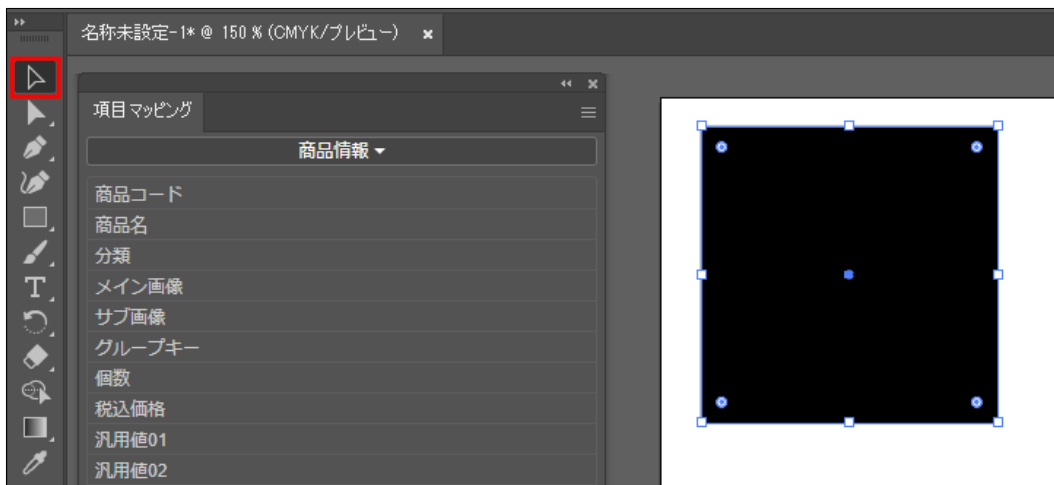 名称未設定-1* @ 150 % (CMYK/プレビュー) ×
項目マッピング
商品情報
商品コード
商品名
分類
メイン画像
サブ画像
グループキー
個数
税込価格
汎用値01
汎用値02